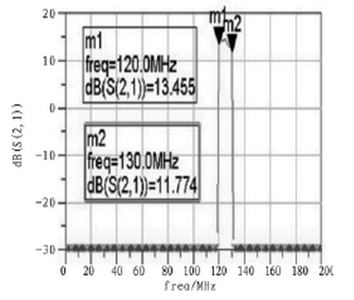 m1
m2
m1
freq=120.0MHz
dB(S(2,1))=13.455
m2
freq=130.0MHz
dB(S(2,1))=11.774
dB(S(2,1))
20
10
0
-10
-20
-30
0 20 40 60 80 100 120 140 160 180 200
freq/MHz